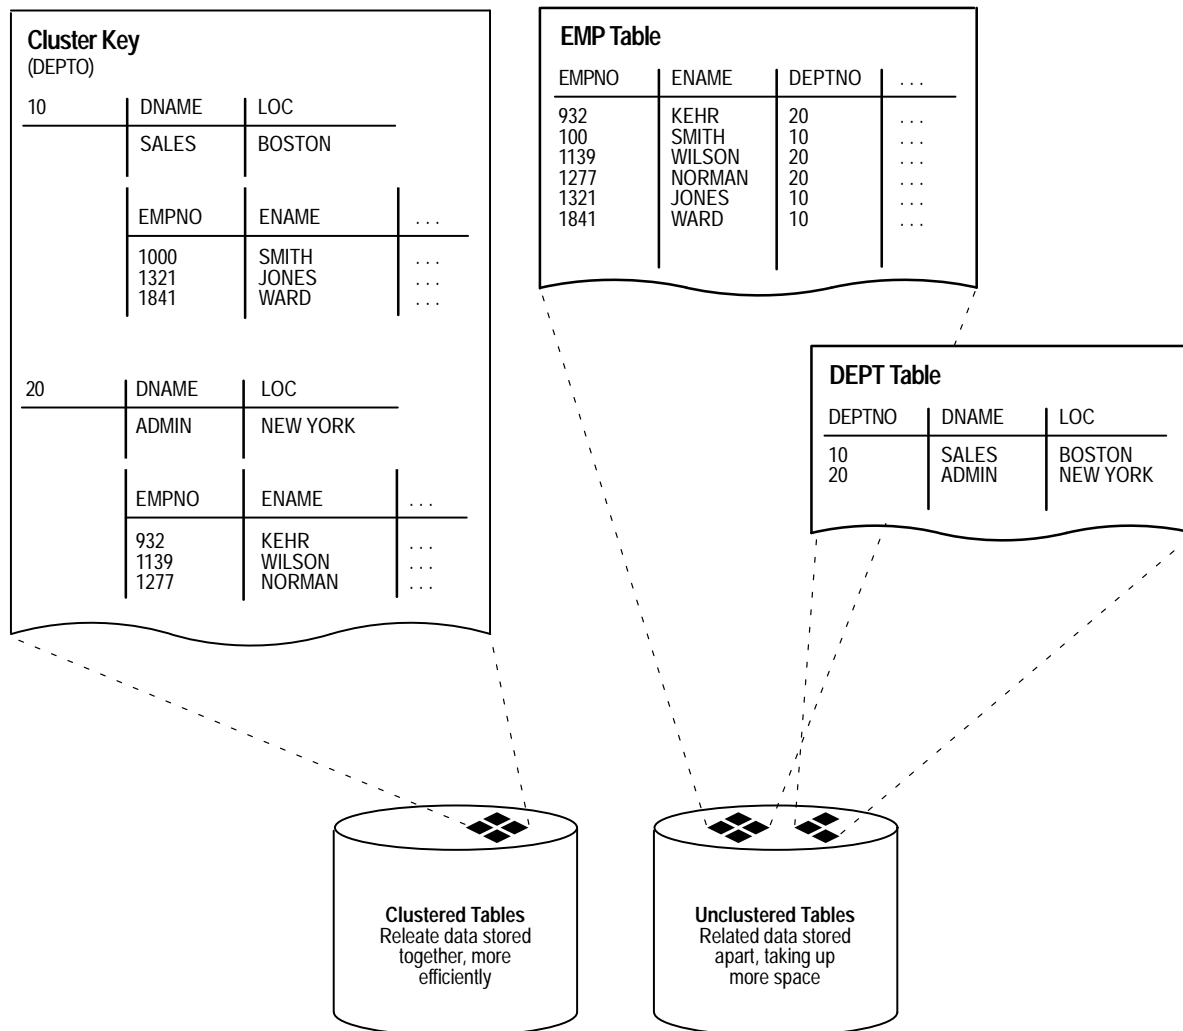 Cluster Key
(DEPTO)
10 DNAME LOC
SALES BOSTON
EMPNO ENAME . . .
1000 SMITH . . .
1321 JONES . . .
1841 WARD . . .
20 DNAME LOC
ADMIN NEW YORK
EMPNO ENAME . . .
932 KEHR . . .
1139 WILSON . . .
1277 NORMAN . . .
EMP Table
EMPNO ENAME DEPTNO . . .
932 KEHR 20 . . .
100 SMITH 10 . . .
1139 WILSON 20 . . .
1277 NORMAN 20 . . .
1321 JONES 10 . . .
1841 WARD 10 . . .
DEPT Table
DEPTNO DNAME LOC
10 SALES BOSTON
20 ADMIN NEW YORK
Clustered Tables
Releate data stored
together, more
efficiently
Unclustered Tables
Related data stored
apart, taking up
more space